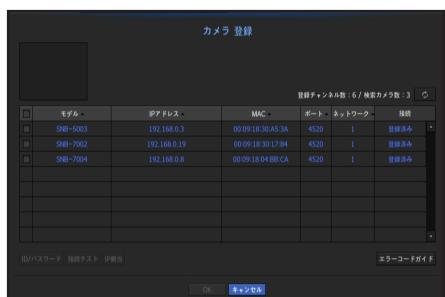 カメラ 登録
登録チャンネル数：6 / 検索カメラ数：3
モデル IPアドレス MAC ポート ネットワーク 接続
SNB-5003 192.168.0.3 00:09:18:30:A5:3A 4520 1 登録済み
SNB-7002 192.168.0.19 00:09:18:30:17:84 4520 1 登録済み
SNB-7004 192.168.0.8 00:09:18:04:BB:CA 4520 1 登録済み
ID/パスワード 接続テスト IP割当 エラーコードガイド
OK キャンセル